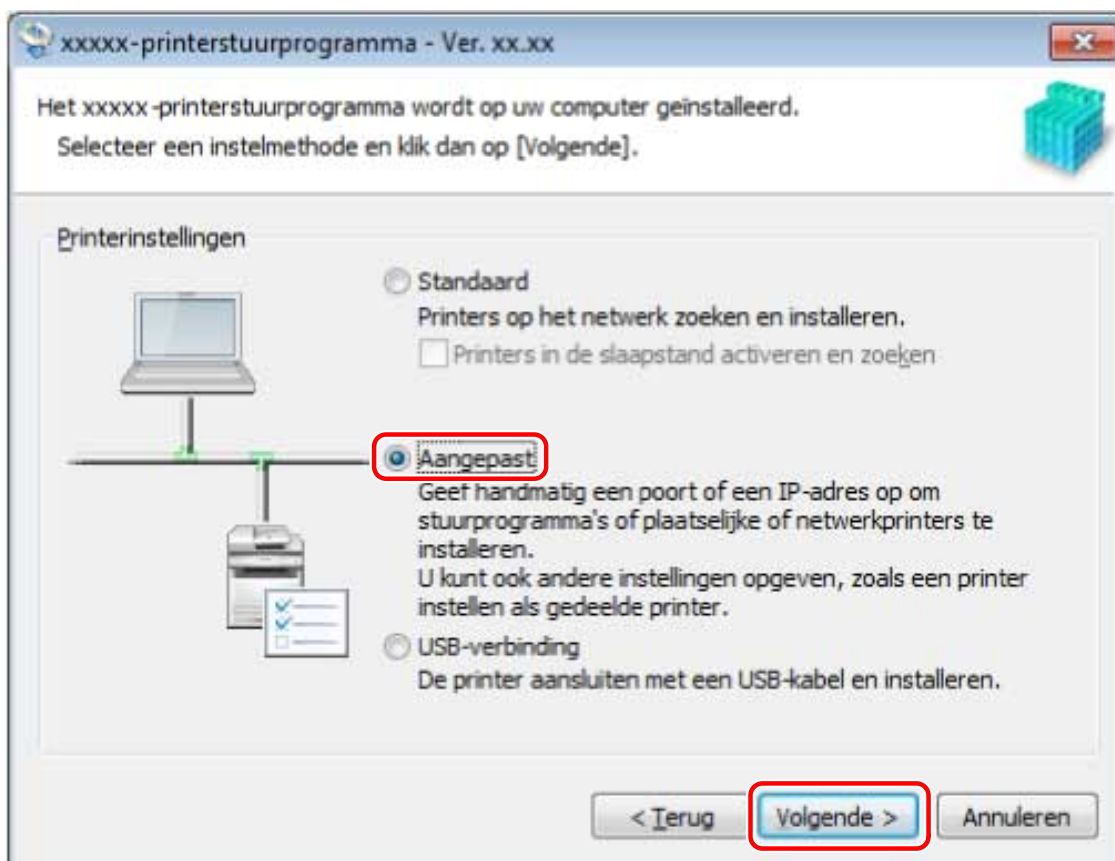 xxxxx-printerstuurprogramma - Ver. xx.xx
Het xxxxx-printerstuurprogramma wordt op uw computer geïnstalleerd.
Selecteer een instelmethode en klik dan op [Volgende].
Printerinstellingen
Standaard
Printers op het netwerk zoeken en installeren.
Printers in de slaapstand activeren en zoeken
Aangepast
Geef handmatig een poort of een IP-adres op om
stuurprogramma's of plaatselijke of netwerkprinters te
installeren.
U kunt ook andere instellingen opgeven, zoals een printer
instellen als gedeelde printer.
USB-verbinding
De printer aansluiten met een USB-kabel en installeren.
< Terug
Volgende >
Annuleren